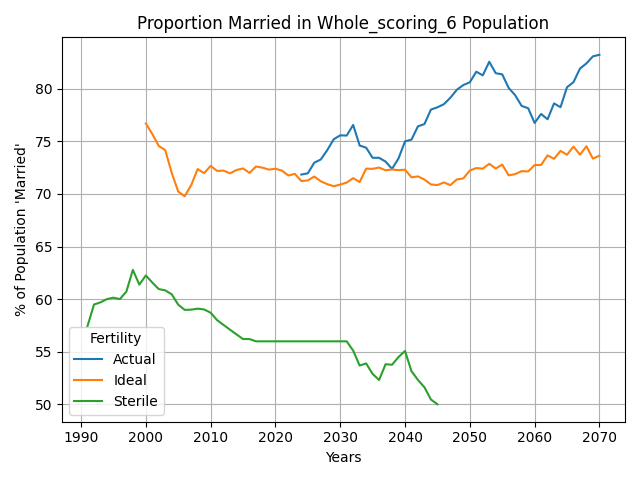 Proportion Married in Whole_scoring_6 Population
% of Population 'Married'
80
75
70
65
60
55
50
Fertility
Actual
Ideal
Sterile
1990 2000 2010 2020 2030 2040 2050 2060 2070
Years